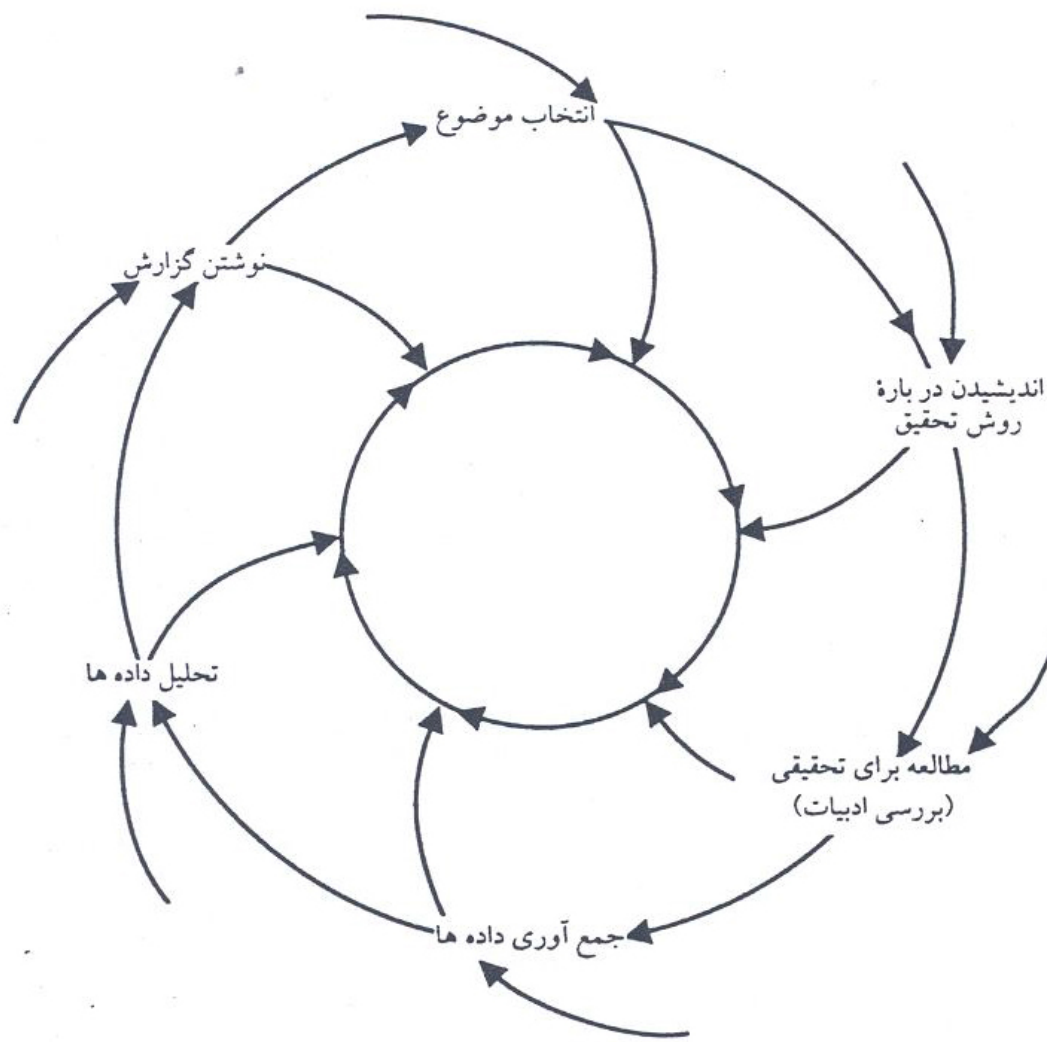 انتخاب موضوع
اندیشیدن در بارهٔ
روش تحقیق
مطالعه برای تحقیقی
(بررسی ادبیات)
جمع آوری داده ها
تحلیل داده ها
نوشتن گزارش